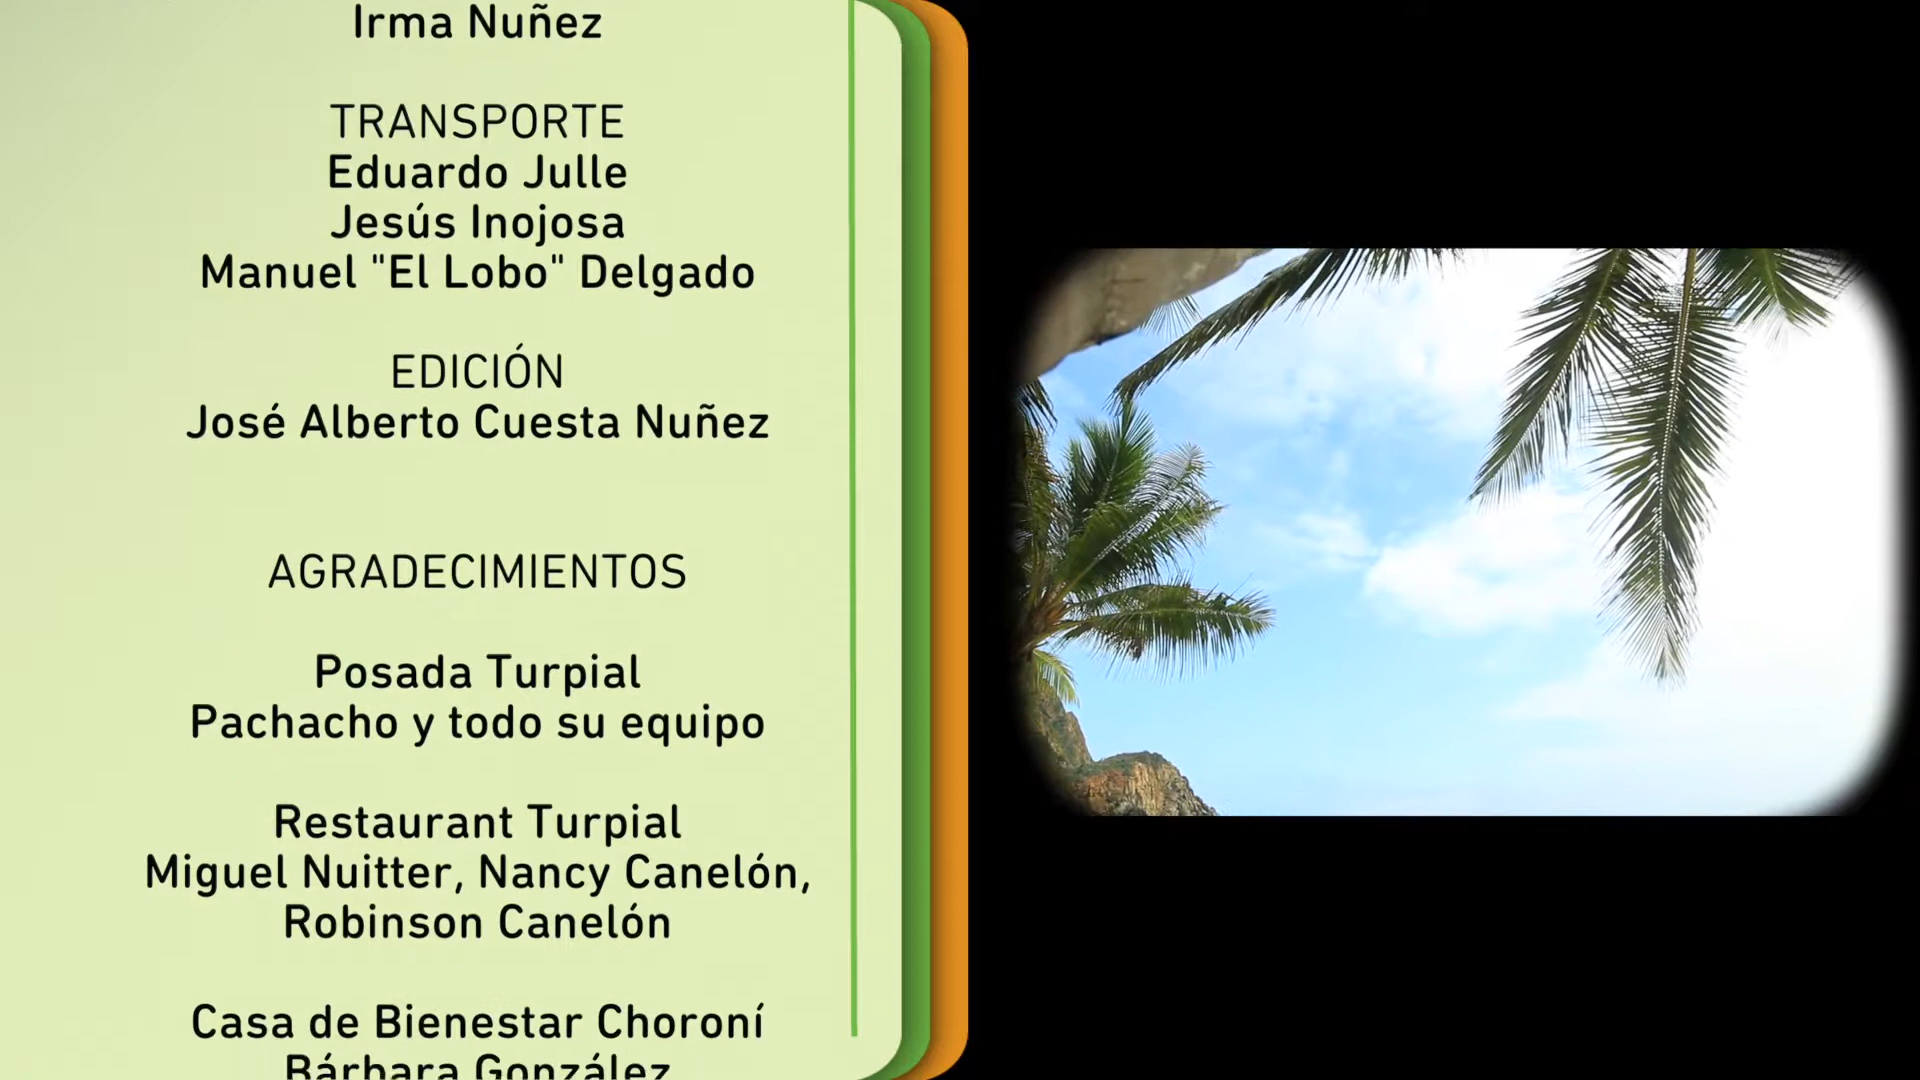 Irma Nuñez
TRANSPORTE
Eduardo Julle
Jesús Inojosa
Manuel "El Lobo" Delgado
EDICIÓN
José Alberto Cuesta Nuñez
AGRADECIMIENTOS
Posada Turpial
Pachacho y todo su equipo
Restaurant Turpial
Miguel Nuitter, Nancy Canelón,
Robinson Canelón
Casa de Bienestar Choroní
Bárbara González